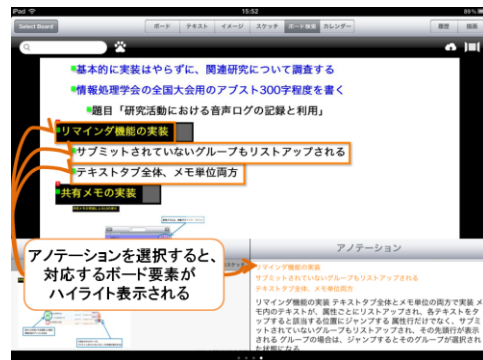 iPad
15:52
89%
Select Board
ボード
テキスト
イメージ
スケッチ
ボード検索
カレンダー
履歴
描画
基本的に実装はやらずに、関連研究について調査する
情報処理学会の全国大会用のアブスト300字程度を書く
題目「研究活動における音声ログの記録と利用」
リマインダ機能の実装
サブミットされていないグループもリストアップされる
テキストタブ全体、メモ単位両方
共有メモの実装
アノテーションを選択すると、
対応するボード要素が
ハイライト表示される
アノテーション
リマインダ機能の実装
サブミットされていないグループもリストアップされる
テキストタブ全体、メモ単位両方
リマインダ機能の実装 テキストタブ全体とメモ単位の両方で実装 メ
モ内のテキストが、属性ごとにリストアップされ、各テキストをタ
ップすると該当する位置にジャンプする 属性行だけでなく、サブミ
ットされていないグループもリストアップされ、その先頭行が表示
される グループの場合は、ジャンプするとそのグループが選択され
た状態になる